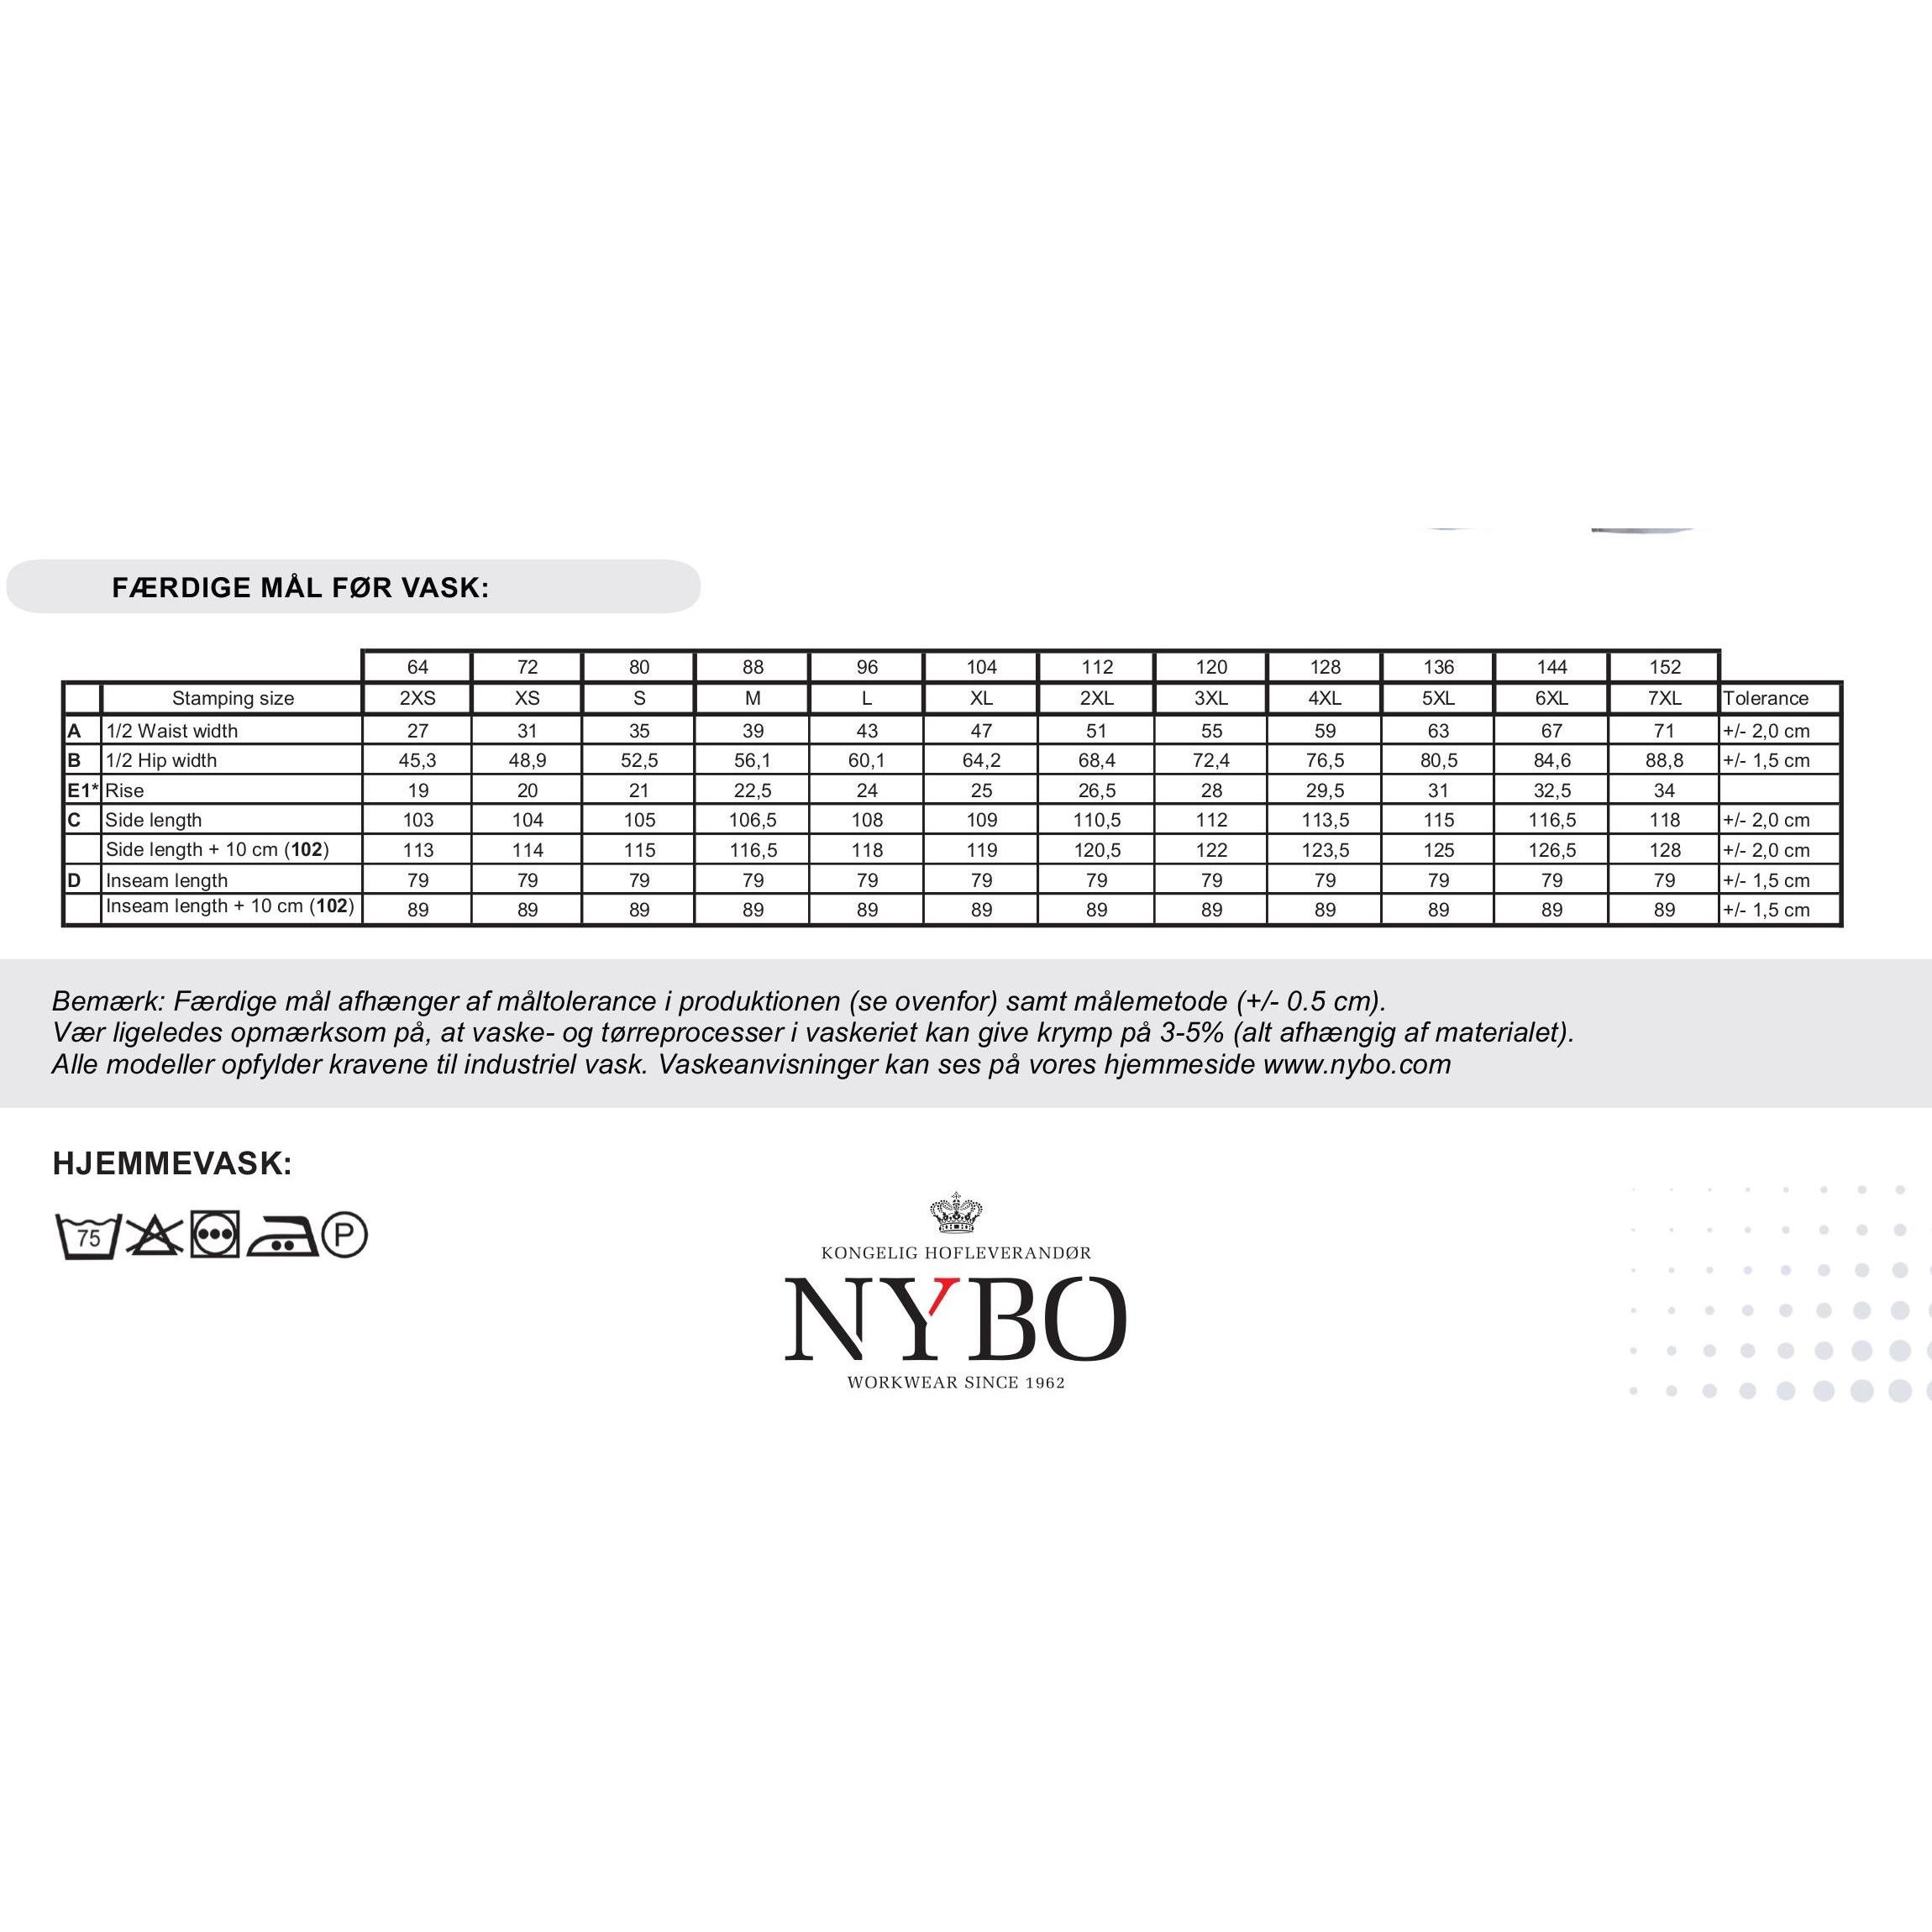 FÆRDIGE MÅL FØR VASK:
64 72 80 88 96 104 112 120 128 136 144 152
Stamping size 2XS XS S M L XL 2XL 3XL 4XL 5XL 6XL 7XL Tolerance
A 1/2 Waist width 27 31 35 39 43 47 51 55 59 63 67 71 +/- 2,0 cm
B 1/2 Hip width 45,3 48,9 52,5 56,1 60,1 64,2 68,4 72,4 76,5 80,5 84,6 88,8 +/- 1,5 cm
E1* Rise 19 20 21 22,5 24 25 26,5 28 29,5 31 32,5 34
C Side length 103 104 105 106,5 108 109 110,5 112 113,5 115 116,5 118 +/- 2,0 cm
Side length + 10 cm (102) 113 114 115 116,5 118 119 120,5 122 123,5 125 126,5 128 +/- 2,0 cm
D Inseam length 79 79 79 79 79 79 79 79 79 79 79 79 +/- 1,5 cm
Inseam length + 10 cm (102) 89 89 89 89 89 89 89 89 89 89 89 89 +/- 1,5 cm
Bemærk: Færdige mål afhænger af måltolerance i produktionen (se ovenfor) samt målemetode (+/- 0.5 cm).
Vær ligeledes opmærksom på, at vaske- og tørreprocesser i vaskeriet kan give krymp på 3-5% (alt afhængig af materialet).
Alle modeller opfylder kravene til industriel vask. Vaskeanvisninger kan ses på vores hjemmeside www.nybo.com
HJEMMEVASK:
75 P
KONGELIG HOFLEVERANDØR
NYBO
WORKWEAR SINCE 1962